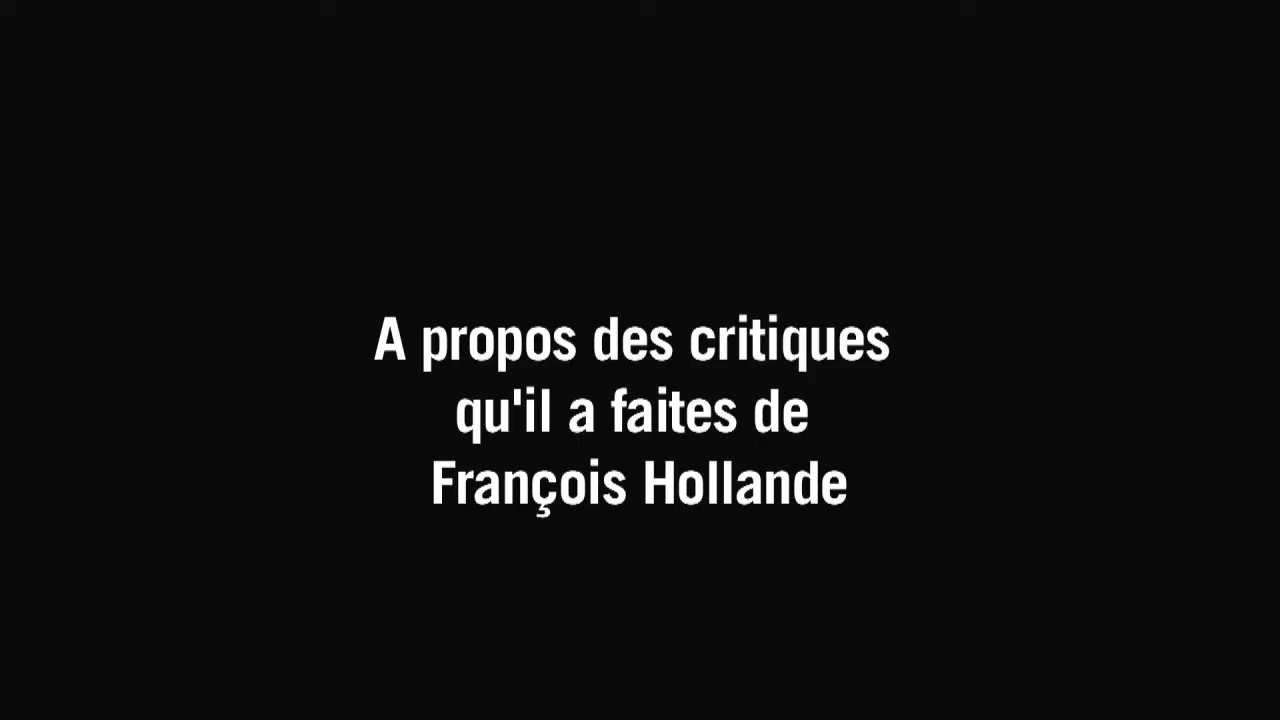 A propos des critiques
qu'il a faites de
François Hollande